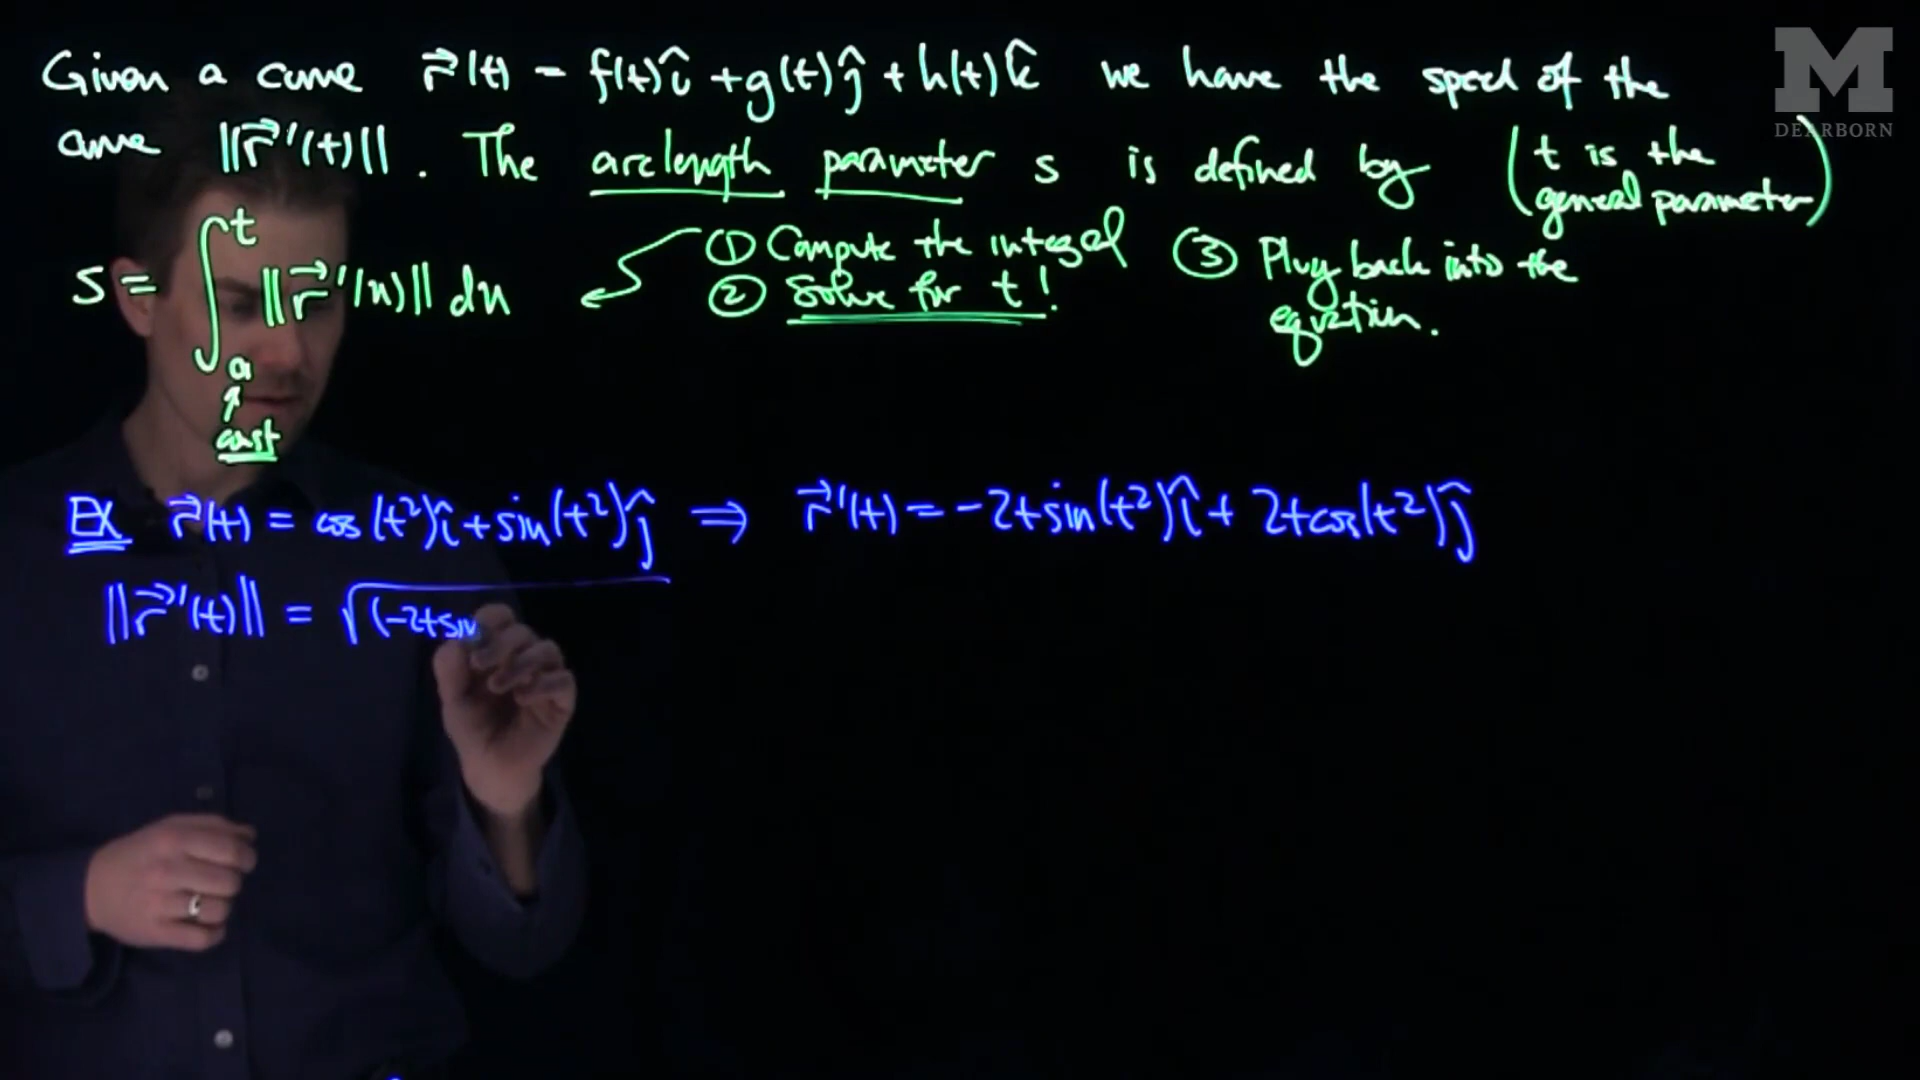 Given a curve r⃗(t) = f(t)î + g(t)ĵ + h(t)k̂ we have the speed of the
curve ||r⃗'(t)||. The arclength parameter s is defined by (t is the general parameter)
s = ∫ₐᵗ ||r⃗'(u)|| du
① Compute the integral
② Solve for t!
③ Plug back into the
equation.
↑
const
EX r⃗(t) = cos(t²)î + sin(t²)ĵ ⇒ r⃗'(t) = -2t sin(t²)î + 2t cos(t²)ĵ
||r⃗'(t)|| = √(-2t sin
M
DEARBORN